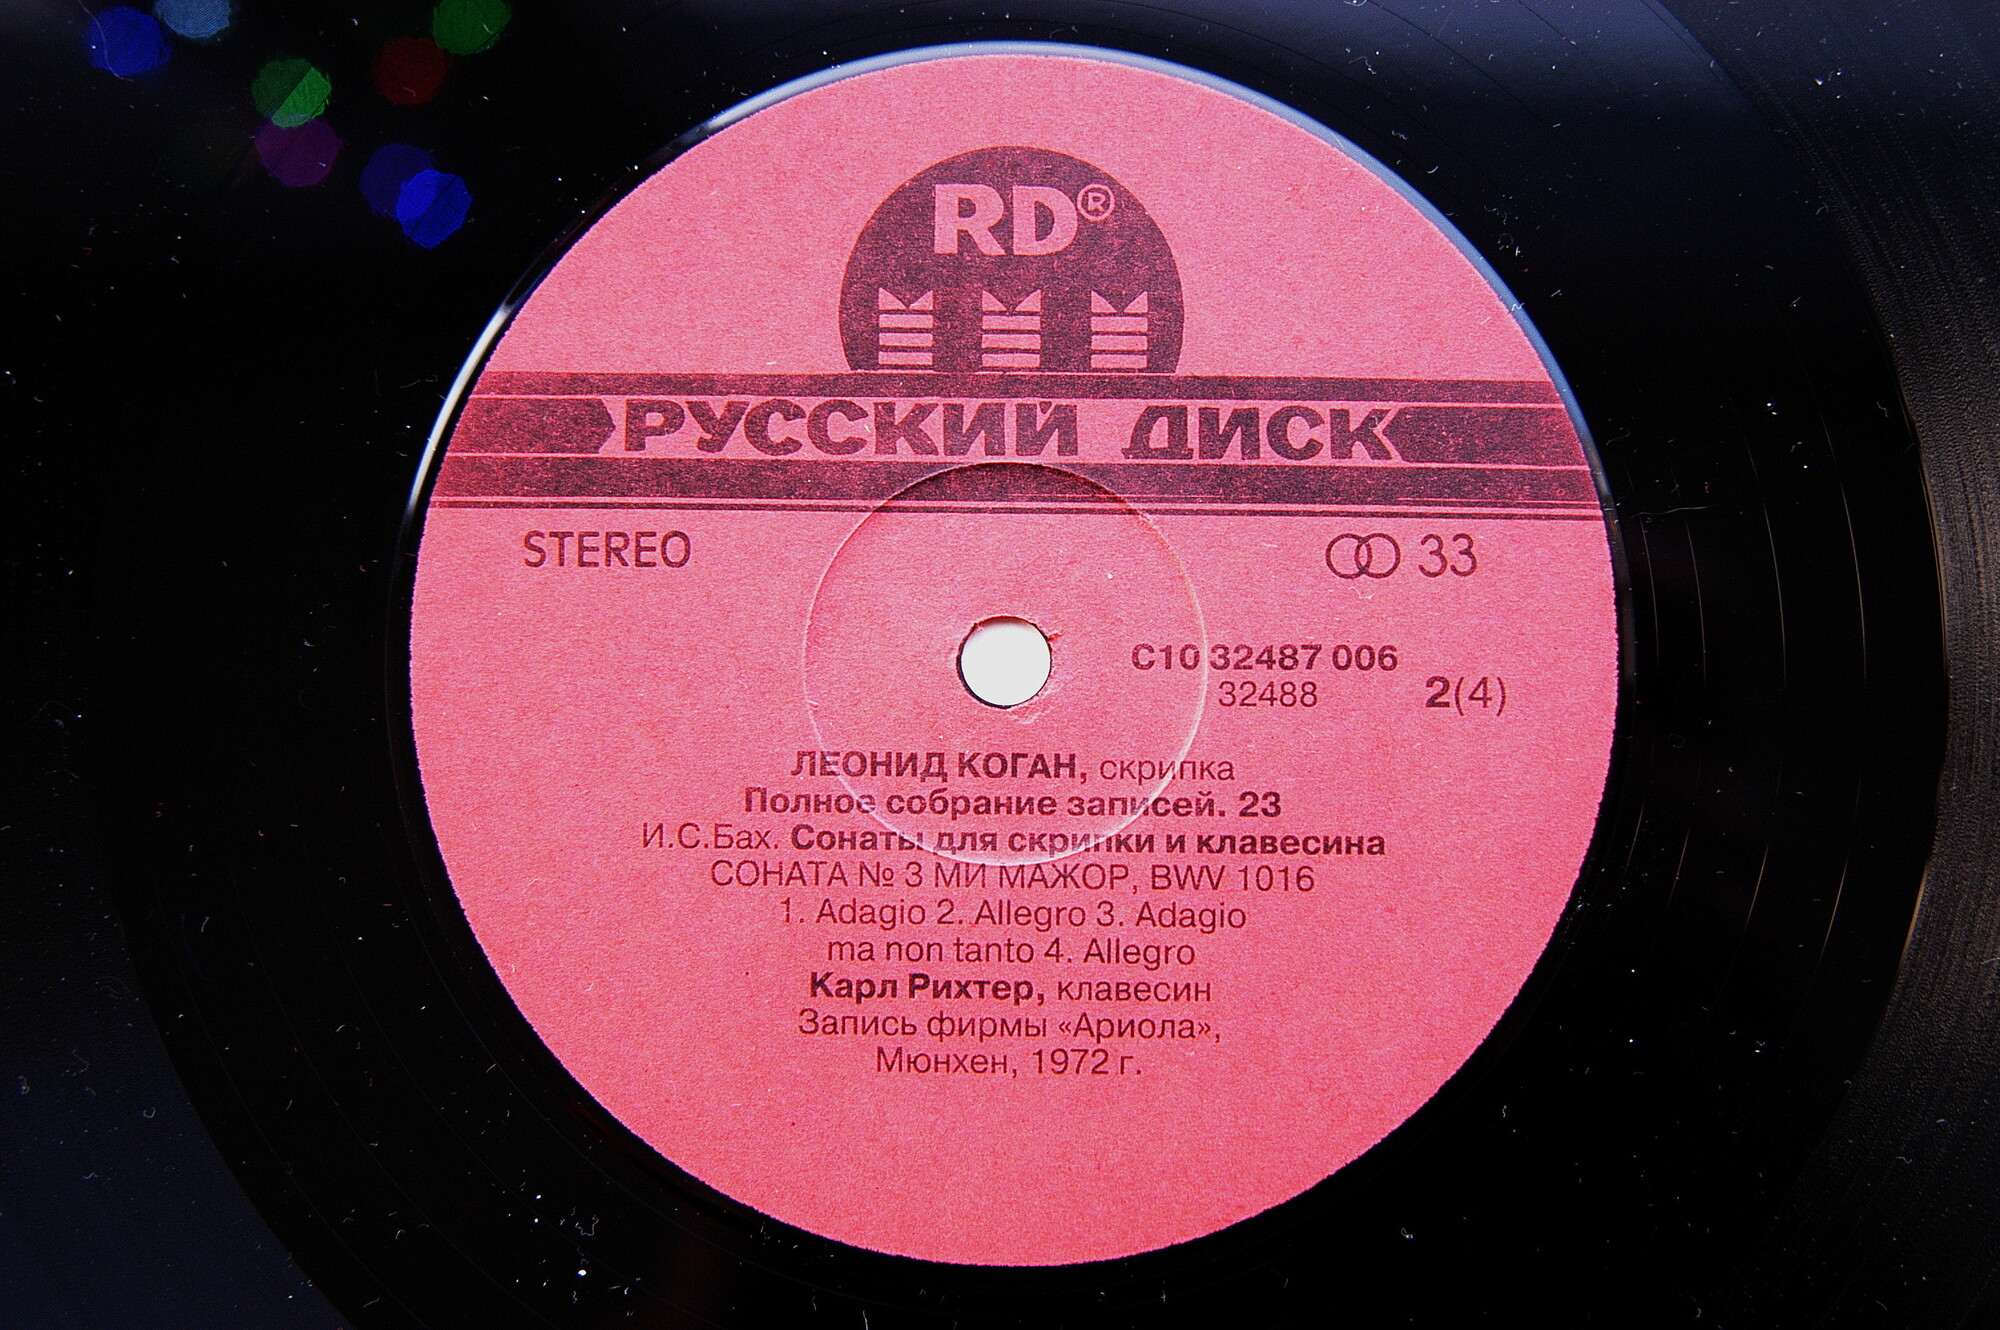 RD®
РУССКИЙ ДИСК
STEREO
33
С10 32487 006
32488
2(4)
ЛЕОНИД КОГАН, скрипка
Полное собрание записей. 23
И.С.Бах. Сонаты для скрипки и клавесина
СОНАТА № 3 МИ МАЖОР, BWV 1016
1. Adagio 2. Allegro 3. Adagio
ma non tanto 4. Allegro
Карл Рихтер, клавесин
Запись фирмы «Ариола»,
Мюнхен, 1972 г.